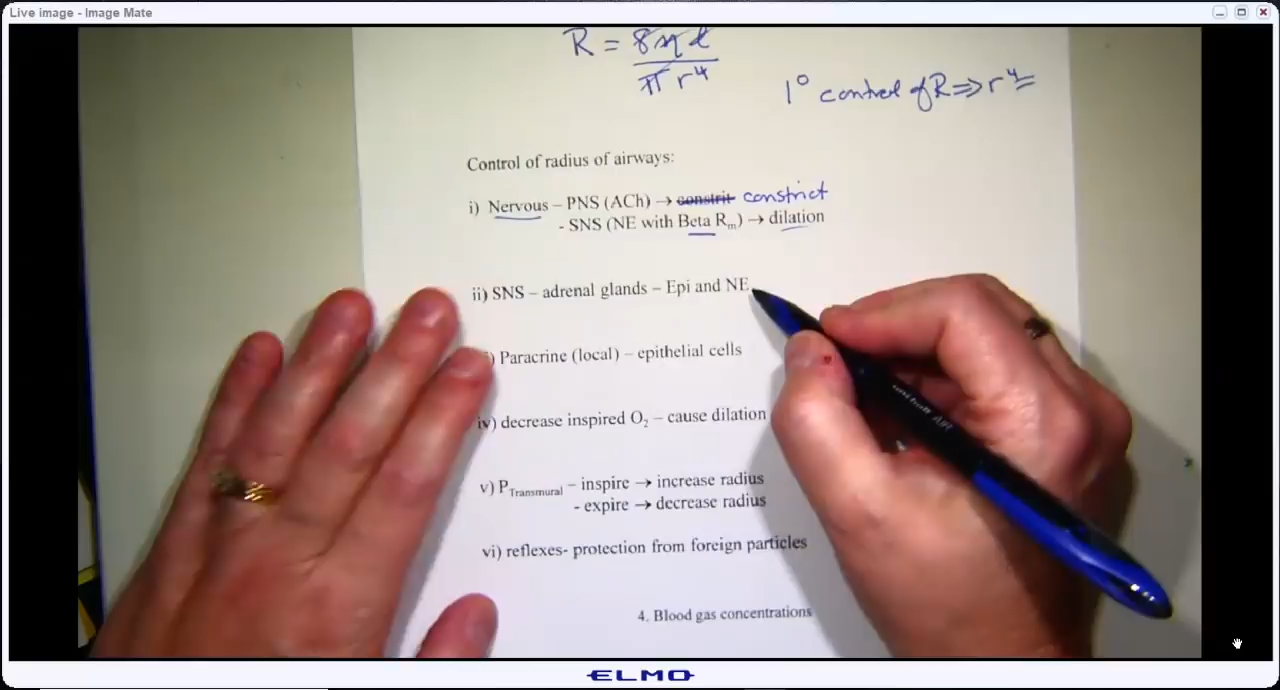 Live image - Image Mate
R = 8ηl
πr⁴
1° control of R ⇒ r⁴
Control of radius of airways:
i) Nervous – PNS (ACh) → constrit constrict
- SNS (NE with Beta Rm) → dilation
ii) SNS – adrenal glands – Epi and NE
) Paracrine (local) – epithelial cells
iv) decrease inspired O₂ – cause dilation
v) PTransmural – inspire → increase radius
- expire → decrease radius
vi) reflexes- protection from foreign particles
4. Blood gas concentrations
ELMO